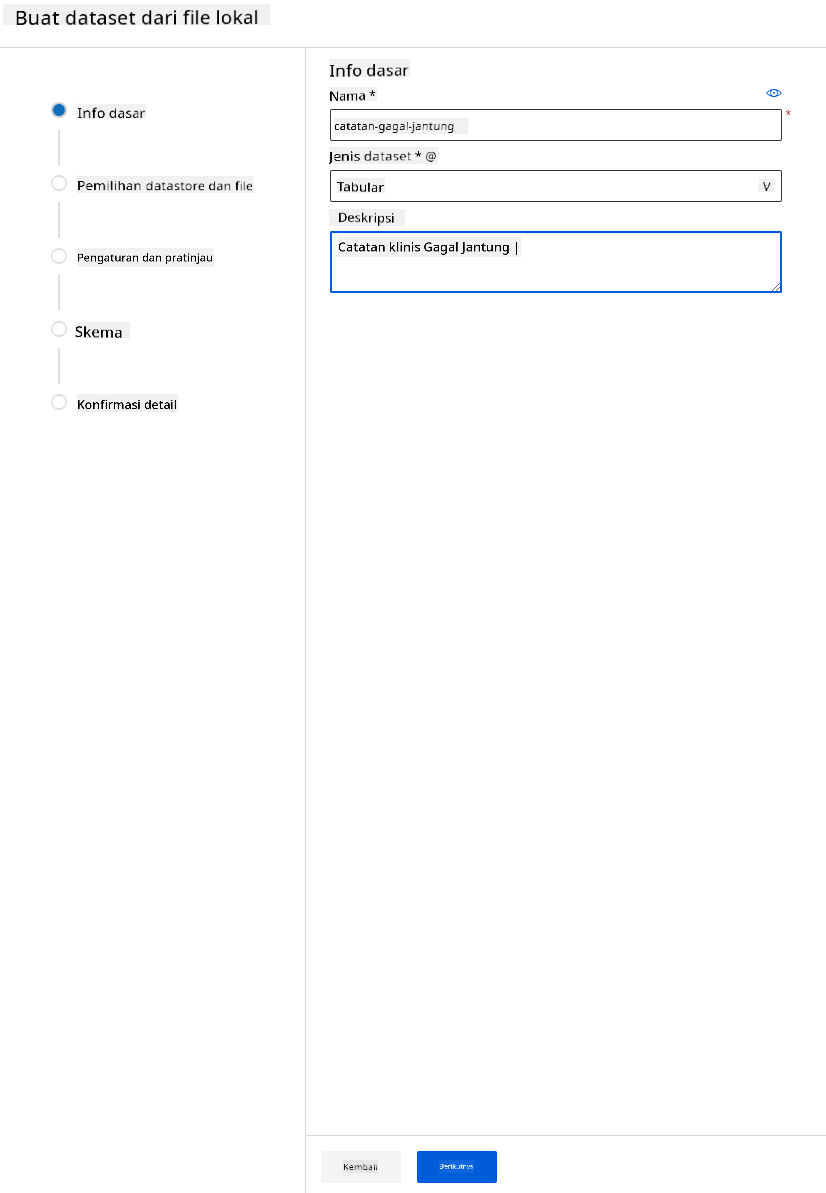 Buat dataset dari file lokal
Info dasar
Pemilihan datastore dan file
Pengaturan dan pratinjau
Skema
Konfirmasi detail
Info dasar
Nama *
catatan-gagal-jantung
*
Jenis dataset * @
Tabular V
Deskripsi
Catatan klinis Gagal Jantung |
Kembali Berikutnya